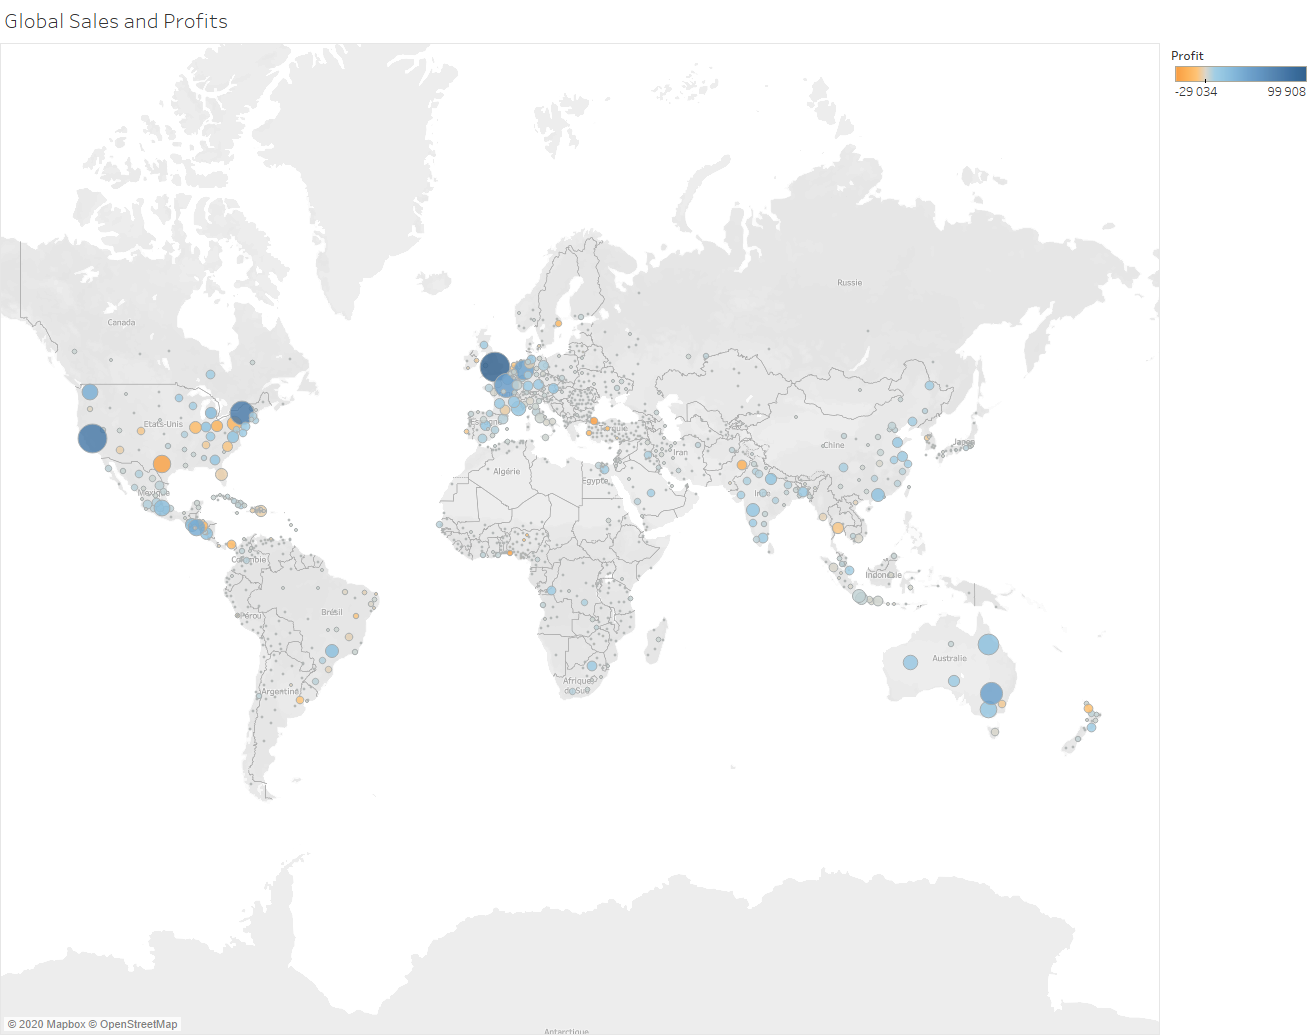 Global Sales and Profits
Profit
-29 034
99 908
Russie
Canada
États-Unis
Chine
Japon
Iran
Algérie
Égypte
Mexique
Colombie
Indonésie
Brésil
Pérou
Australie
Afrique
du Sud
Argentine
© 2020 Mapbox © OpenStreetMap
Antarctique